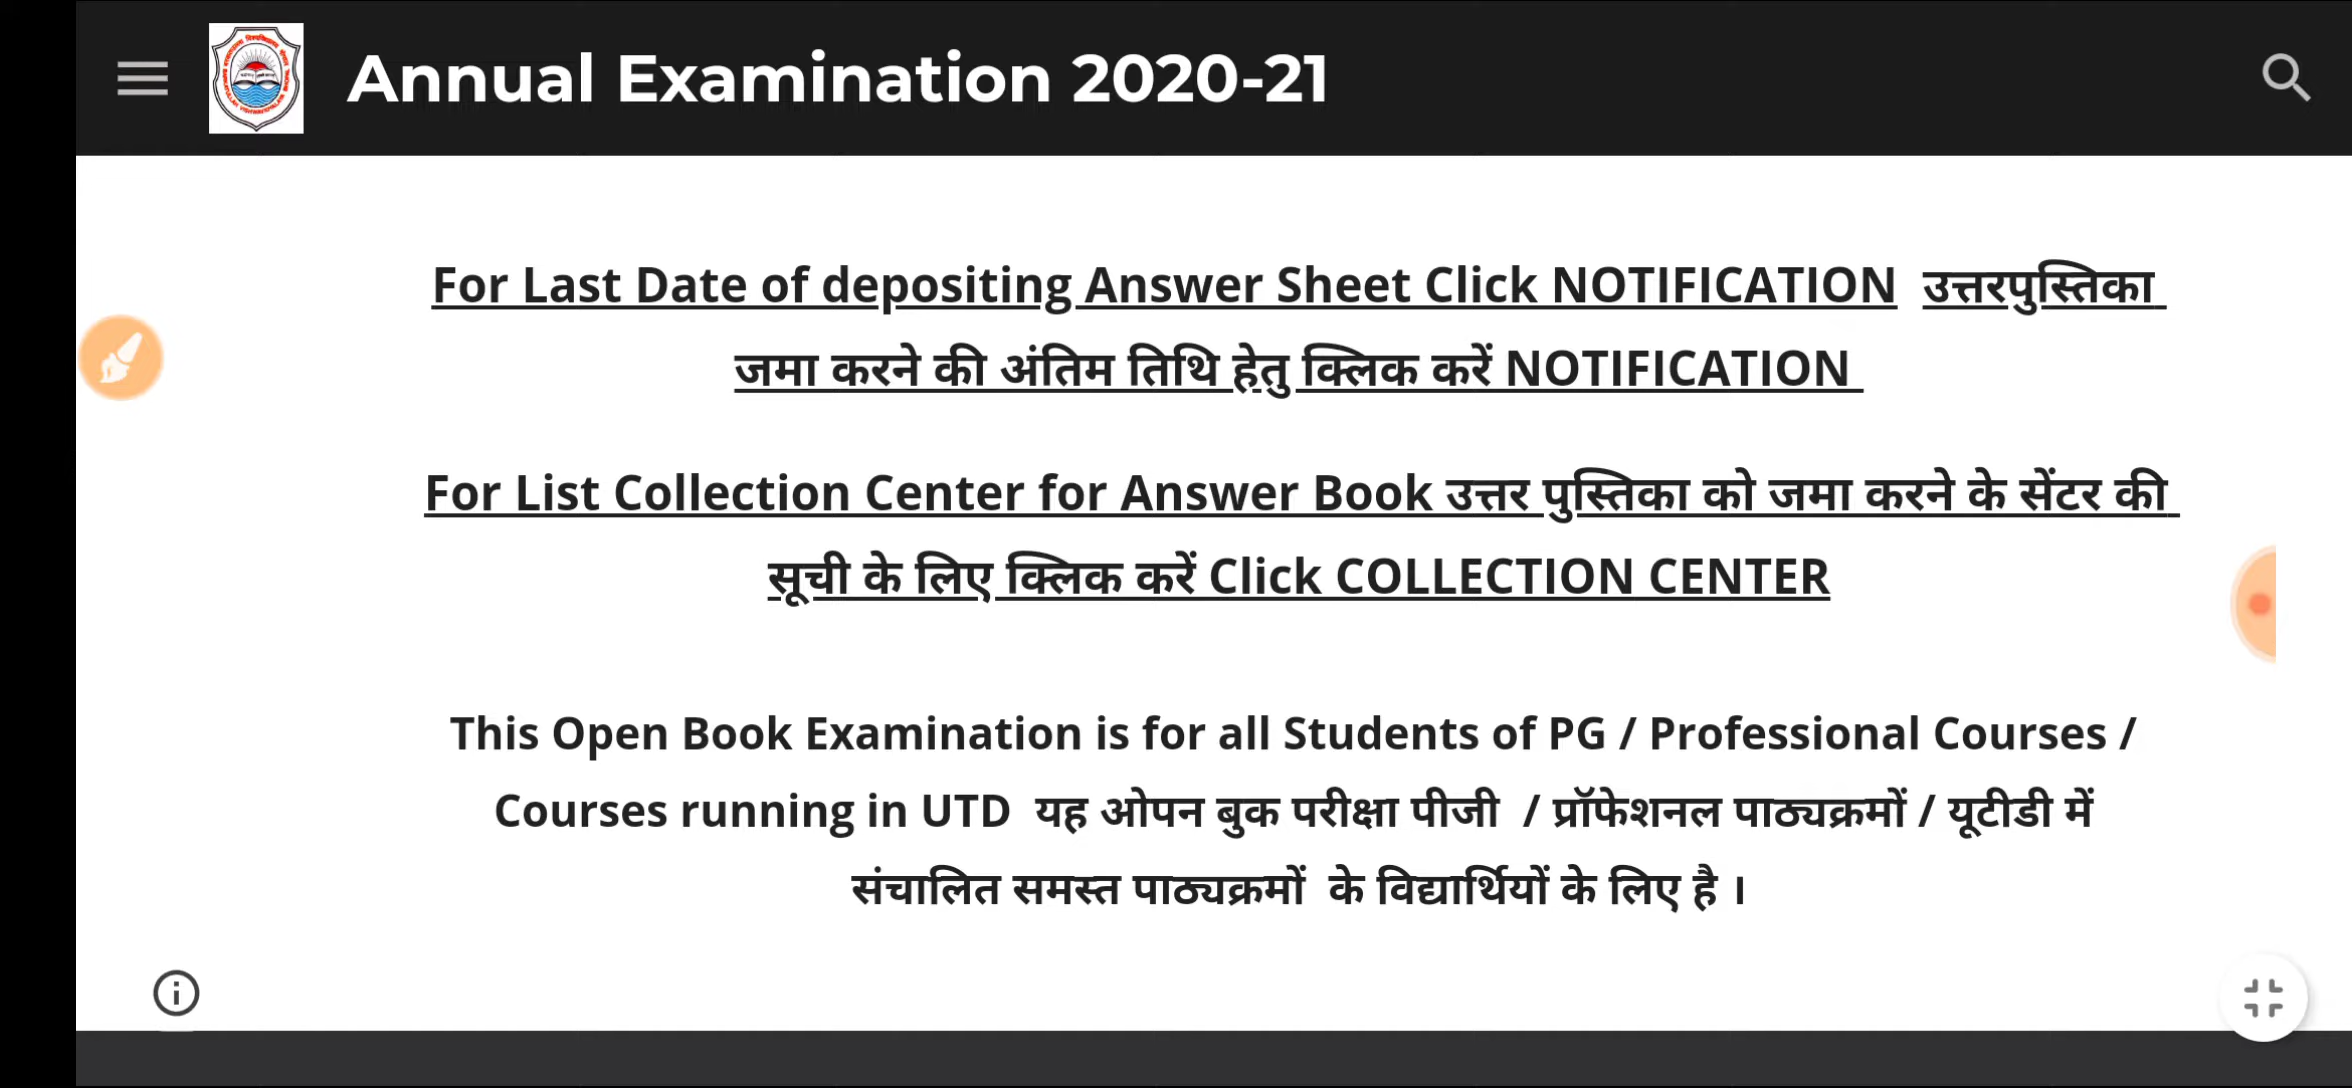 Annual Examination 2020-21
For Last Date of depositing Answer Sheet Click NOTIFICATION उत्तरपुस्तिका
जमा करने की अंतिम तिथि हेतु क्लिक करें NOTIFICATION
For List Collection Center for Answer Book उत्तर पुस्तिका को जमा करने के सेंटर की
सूची के लिए क्लिक करें Click COLLECTION CENTER
This Open Book Examination is for all Students of PG / Professional Courses /
Courses running in UTD यह ओपन बुक परीक्षा पीजी / प्रॉफेशनल पाठ्यक्रमों / यूटीडी में
संचालित समस्त पाठ्यक्रमों के विद्यार्थियों के लिए है ।